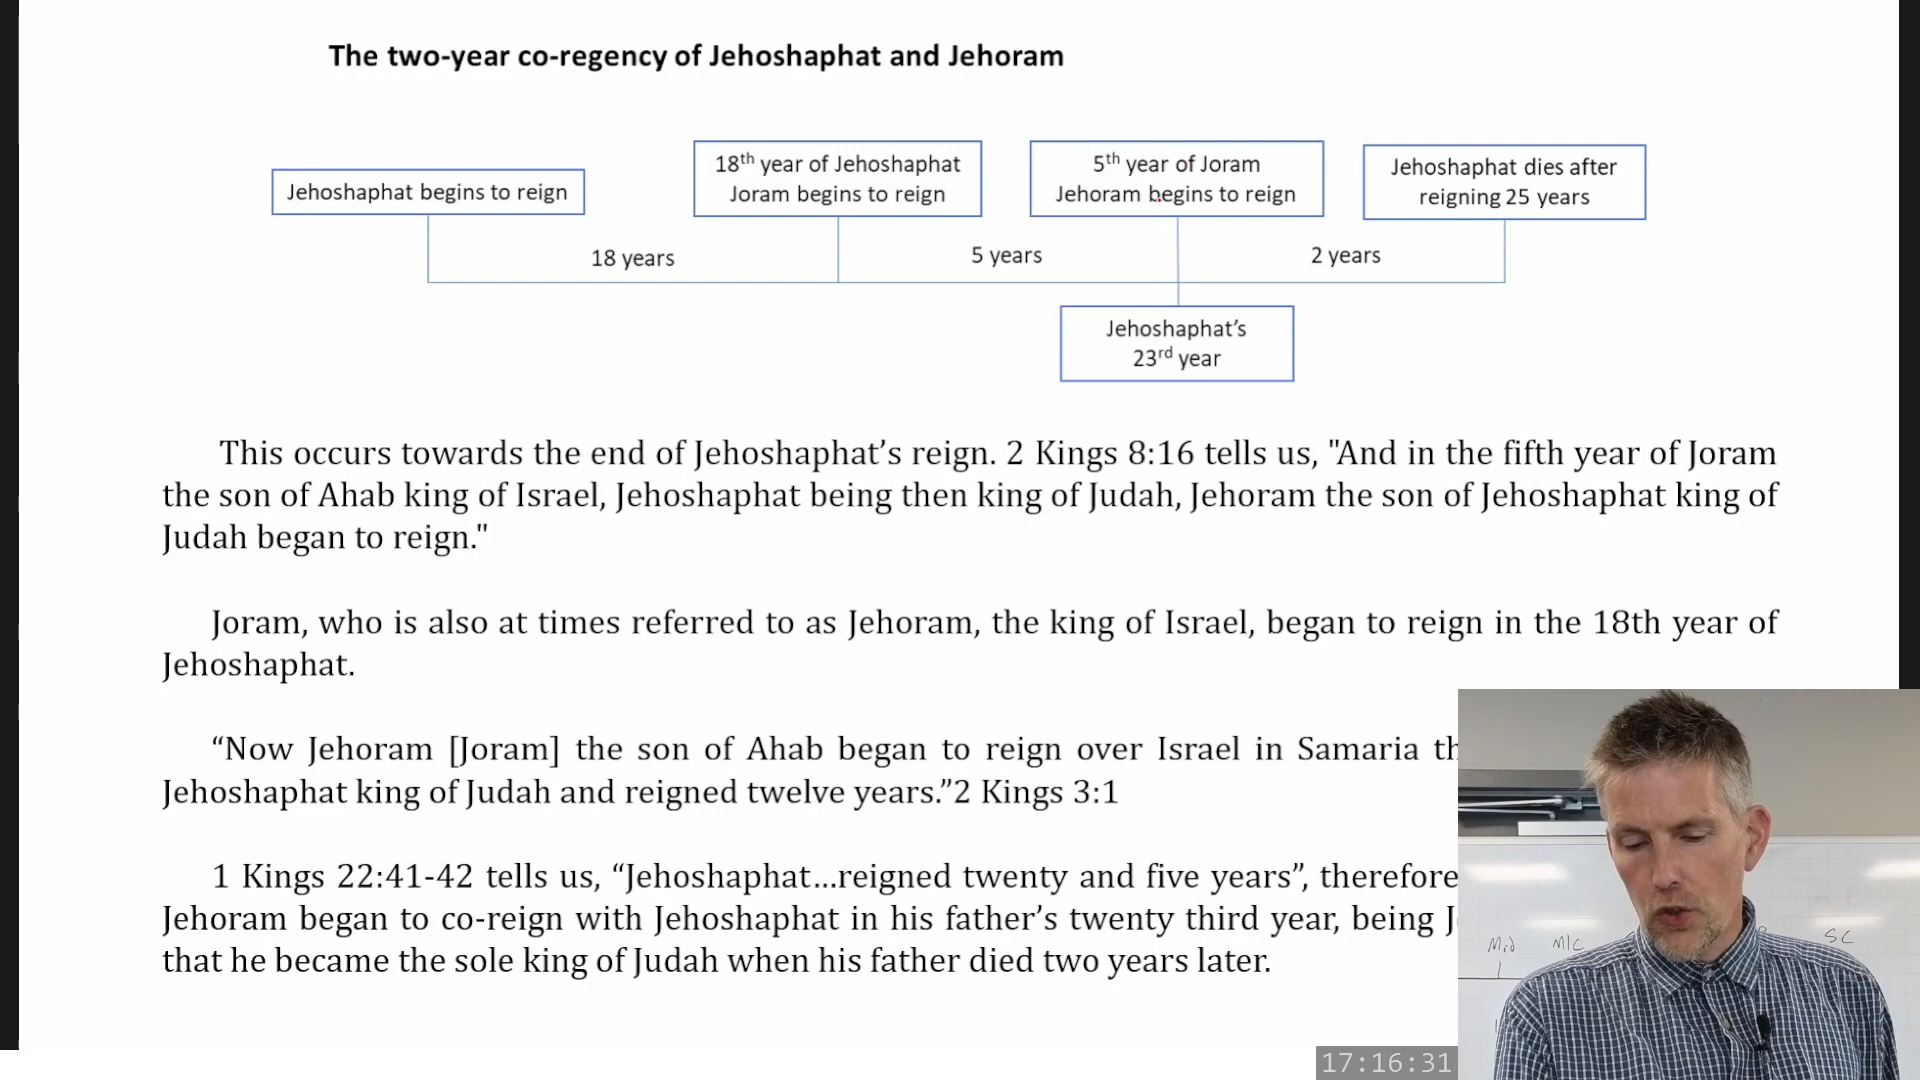 The two-year co-regency of Jehoshaphat and Jehoram
Jehoshaphat begins to reign
18th year of Jehoshaphat
Joram begins to reign
5th year of Joram
Jehoram begins to reign
Jehoshaphat dies after
reigning 25 years
18 years
5 years
2 years
Jehoshaphat's
23rd year
This occurs towards the end of Jehoshaphat's reign. 2 Kings 8:16 tells us, "And in the fifth year of Joram
the son of Ahab king of Israel, Jehoshaphat being then king of Judah, Jehoram the son of Jehoshaphat king of
Judah began to reign."
Joram, who is also at times referred to as Jehoram, the king of Israel, began to reign in the 18th year of
Jehoshaphat.
“Now Jehoram [Joram] the son of Ahab began to reign over Israel in Samaria th
Jehoshaphat king of Judah and reigned twelve years.”2 Kings 3:1
1 Kings 22:41-42 tells us, “Jehoshaphat…reigned twenty and five years”, therefore
Jehoram began to co-reign with Jehoshaphat in his father's twenty third year, being J
that he became the sole king of Judah when his father died two years later.
Mid M/C SC
17:16:31